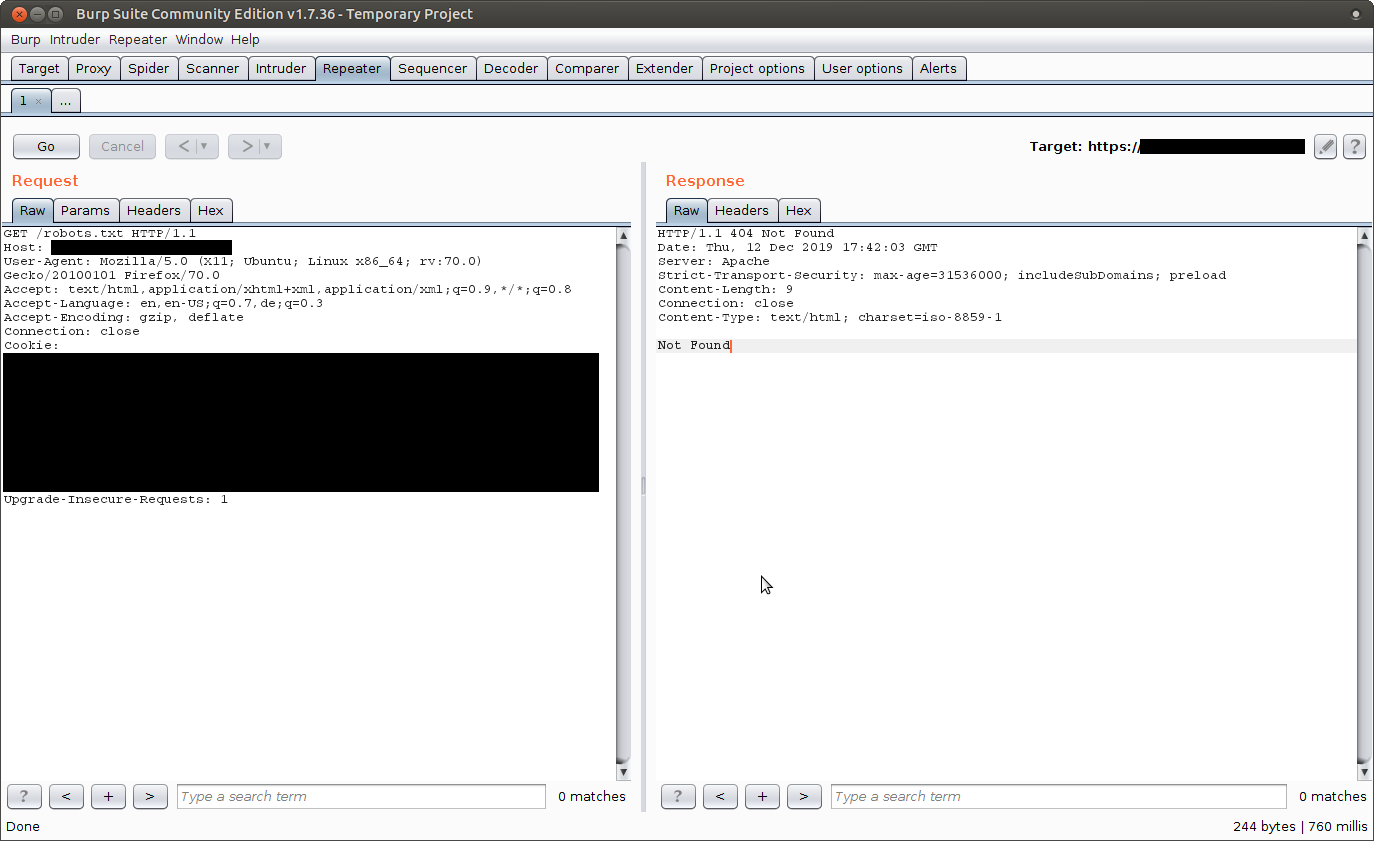 Burp Suite Community Edition v1.7.36 - Temporary Project
Burp Intruder Repeater Window Help
Target Proxy Spider Scanner Intruder Repeater Sequencer Decoder Comparer Extender Project options User options Alerts
1 × ...
Go Cancel < > Target: https:// ?
Request
Raw Params Headers Hex
GET /robots.txt HTTP/1.1
Host:
User-Agent: Mozilla/5.0 (X11; Ubuntu; Linux x86_64; rv:70.0)
Gecko/20100101 Firefox/70.0
Accept: text/html,application/xhtml+xml,application/xml;q=0.9,*/*;q=0.8
Accept-Language: en,en-US;q=0.7,de;q=0.3
Accept-Encoding: gzip, deflate
Connection: close
Cookie:
Upgrade-Insecure-Requests: 1
? < + > Type a search term 0 matches
Response
Raw Headers Hex
HTTP/1.1 404 Not Found
Date: Thu, 12 Dec 2019 17:42:03 GMT
Server: Apache
Strict-Transport-Security: max-age=31536000; includeSubDomains; preload
Content-Length: 9
Connection: close
Content-Type: text/html; charset=iso-8859-1
Not Found
? < + > Type a search term 0 matches
Done
244 bytes | 760 millis